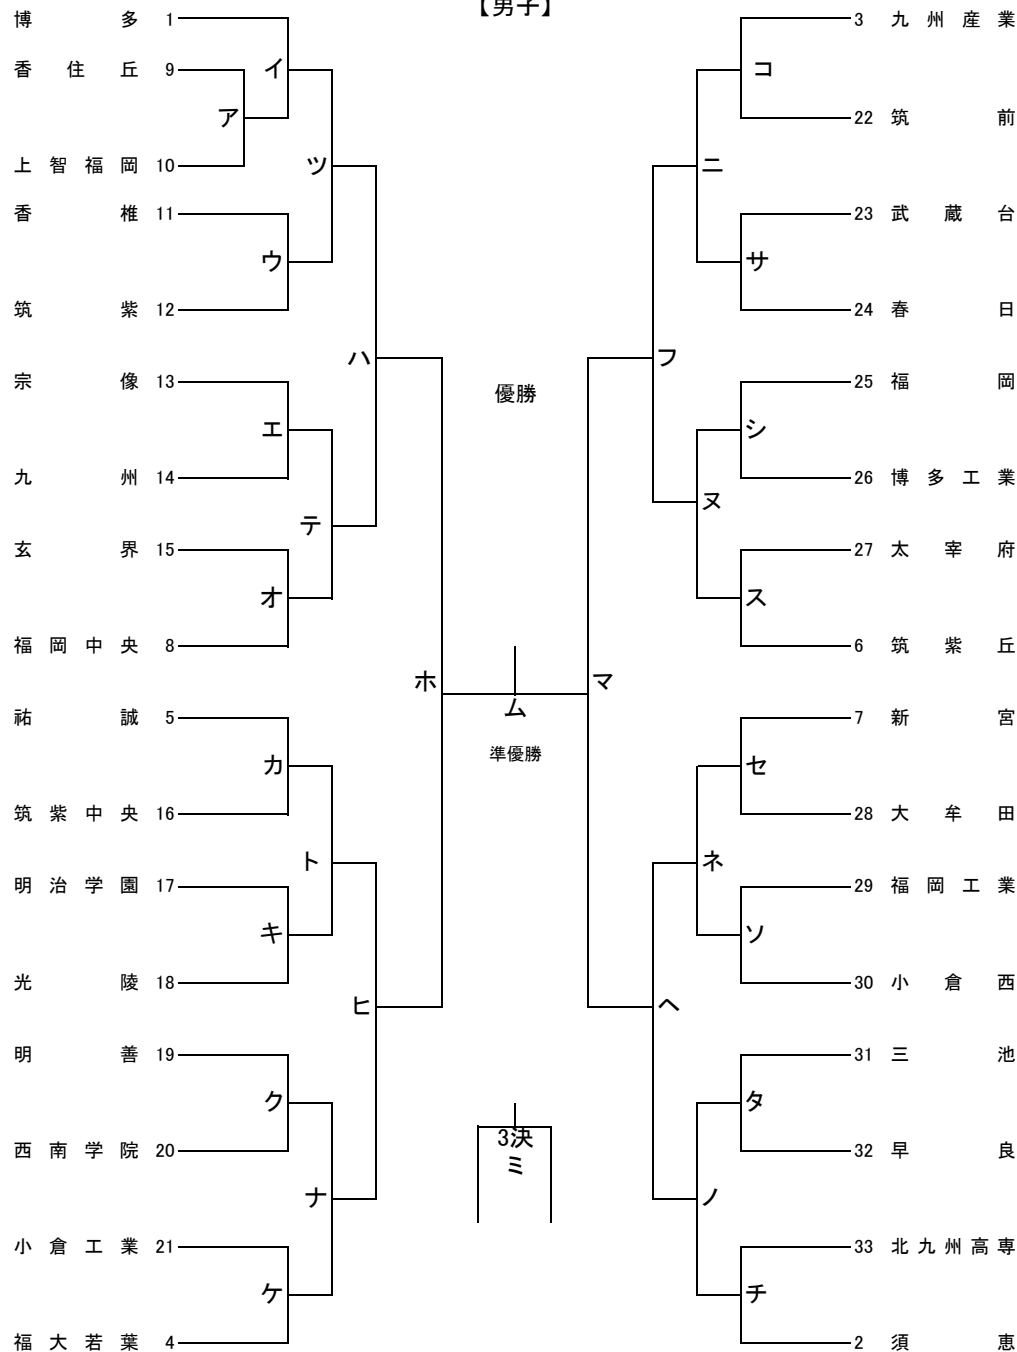 【男子】
博多 1
香住丘 9
上智福岡 10
香椎 11
筑紫 12
宗像 13
九州 14
玄界 15
福岡中央 8
祐誠 5
筑紫中央 16
明治学園 17
光陵 18
明善 19
西南学院 20
小倉工業 21
福大若葉 4
ア
イ
ウ
エ
オ
カ
キ
ク
ケ
ツ
テ
ト
ナ
ハ
ヒ
ホ
優勝
ム
準優勝
3決
ミ
マ
フ
ヘ
ニ
ヌ
ネ
ノ
コ
サ
シ
ス
セ
ソ
タ
チ
3 九州産業
22 筑前
23 武蔵台
24 春日
25 福岡
26 博多工業
27 太宰府
6 筑紫丘
7 新宮
28 大牟田
29 福岡工業
30 小倉西
31 三池
32 早良
33 北九州高専
2 須恵